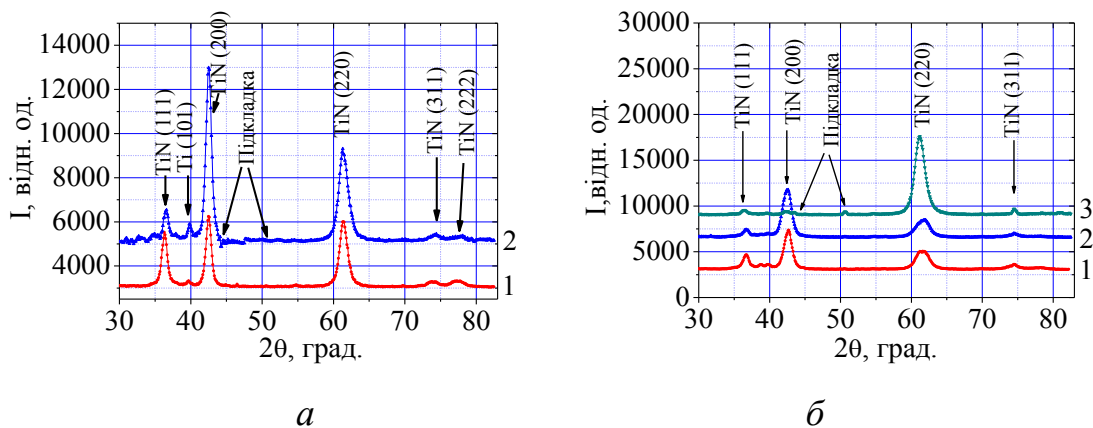 14000
12000
10000
8000
6000
4000
I, відн. од.
TiN (111)
Ti (101)
TiN (200)
Підкладка
TiN (220)
TiN (311)
TiN (222)
2
1
30 40 50 60 70 80
2θ, град.
а
30000
25000
20000
15000
10000
5000
0
I,відн. од.
TiN (111)
TiN (200)
Підкладка
TiN (220)
TiN (311)
3
2
1
30 40 50 60 70 80
2θ, град.
б